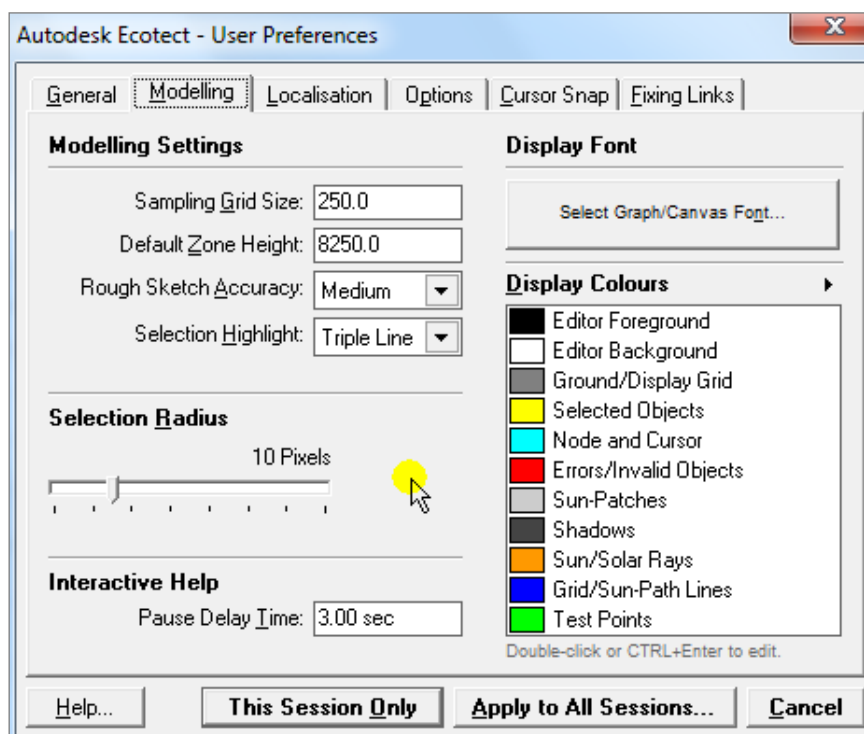 Autodesk Ecotect - User Preferences
General Modelling Localisation Options Cursor Snap Fixing Links
Modelling Settings
Sampling Grid Size: 250.0
Default Zone Height: 8250.0
Rough Sketch Accuracy: Medium
Selection Highlight: Triple Line
Selection Radius
10 Pixels
Interactive Help
Pause Delay Time: 3.00 sec
Display Font
Select Graph/Canvas Font...
Display Colours
Editor Foreground
Editor Background
Ground/Display Grid
Selected Objects
Node and Cursor
Errors/Invalid Objects
Sun-Patches
Shadows
Sun/Solar Rays
Grid/Sun-Path Lines
Test Points
Double-click or CTRL+Enter to edit.
Help... This Session Only Apply to All Sessions... Cancel